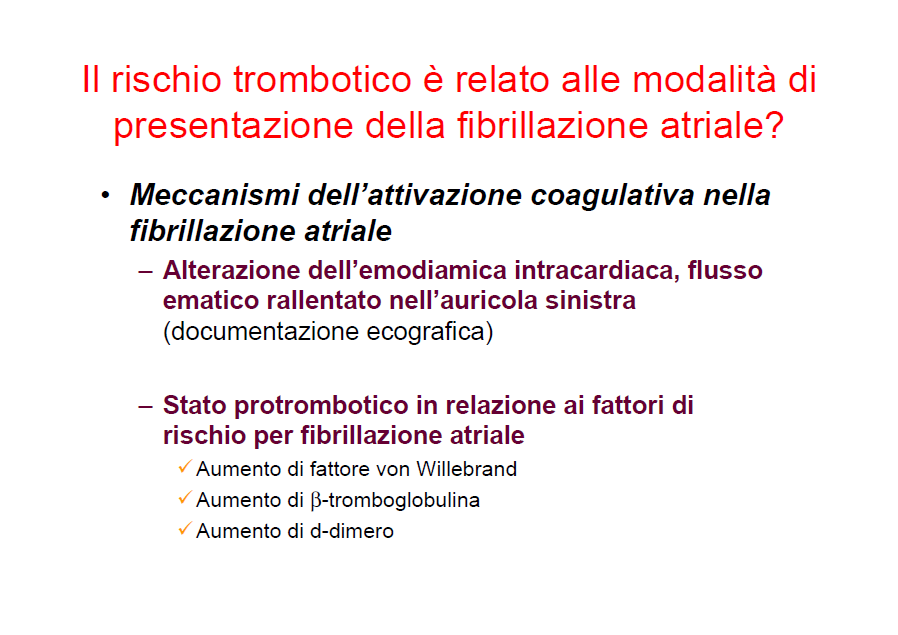 Il rischio trombotico è relato alle modalità di
presentazione della fibrillazione atriale?
• Meccanismi dell'attivazione coagulativa nella
fibrillazione atriale
– Alterazione dell'emodiamica intracardiaca, flusso
ematico rallentato nell'auricola sinistra
(documentazione ecografica)
– Stato protrombotico in relazione ai fattori di
rischio per fibrillazione atriale
✓ Aumento di fattore von Willebrand
✓ Aumento di β-tromboglobulina
✓ Aumento di d-dimero